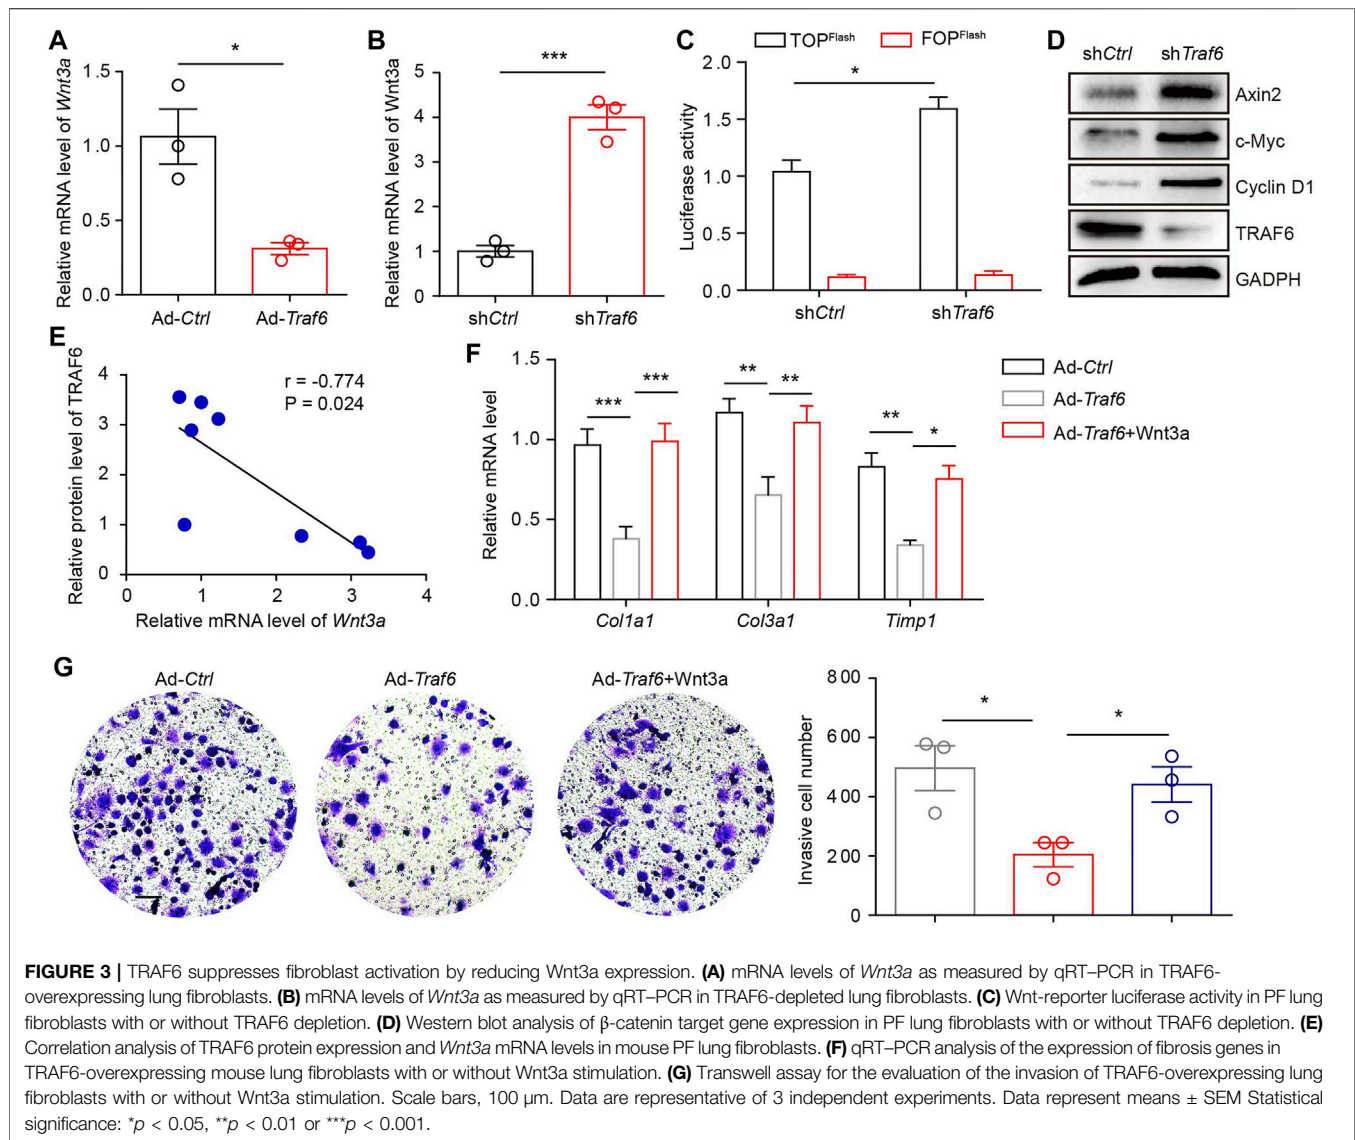 A
*
Relative mRNA level of Wnt3a
1.5
1.0
0.5
0.0
Ad-Ctrl Ad-Traf6
B
***
Relative mRNA level of Wnt3a
5
4
3
2
1
0
shCtrl shTraf6
C
TOPFlash FOPFlash
*
Luciferase activity
2.0
1.5
1.0
0.5
0.0
shCtrl shTraf6
D
shCtrl shTraf6
Axin2
c-Myc
Cyclin D1
TRAF6
GADPH
E
Relative protein level of TRAF6
4
3
2
1
0
r = -0.774
P = 0.024
0 1 2 3 4
Relative mRNA level of Wnt3a
F
Relative mRNA level
1.5
1.0
0.5
0.0
*** *** ** ** ** *
Col1a1 Col3a1 Timp1
Ad-Ctrl
Ad-Traf6
Ad-Traf6+Wnt3a
G
Ad-Ctrl Ad-Traf6 Ad-Traf6+Wnt3a
Invasive cell number
800
600
400
200
0
* *
FIGURE 3 | TRAF6 suppresses fibroblast activation by reducing Wnt3a expression. (A) mRNA levels of Wnt3a as measured by qRT–PCR in TRAF6-
overexpressing lung fibroblasts. (B) mRNA levels of Wnt3a as measured by qRT–PCR in TRAF6-depleted lung fibroblasts. (C) Wnt-reporter luciferase activity in PF lung
fibroblasts with or without TRAF6 depletion. (D) Western blot analysis of β-catenin target gene expression in PF lung fibroblasts with or without TRAF6 depletion. (E)
Correlation analysis of TRAF6 protein expression and Wnt3a mRNA levels in mouse PF lung fibroblasts. (F) qRT–PCR analysis of the expression of fibrosis genes in
TRAF6-overexpressing mouse lung fibroblasts with or without Wnt3a stimulation. (G) Transwell assay for the evaluation of the invasion of TRAF6-overexpressing lung
fibroblasts with or without Wnt3a stimulation. Scale bars, 100 μm. Data are representative of 3 independent experiments. Data represent means ± SEM Statistical
significance: *p < 0.05, **p < 0.01 or ***p < 0.001.